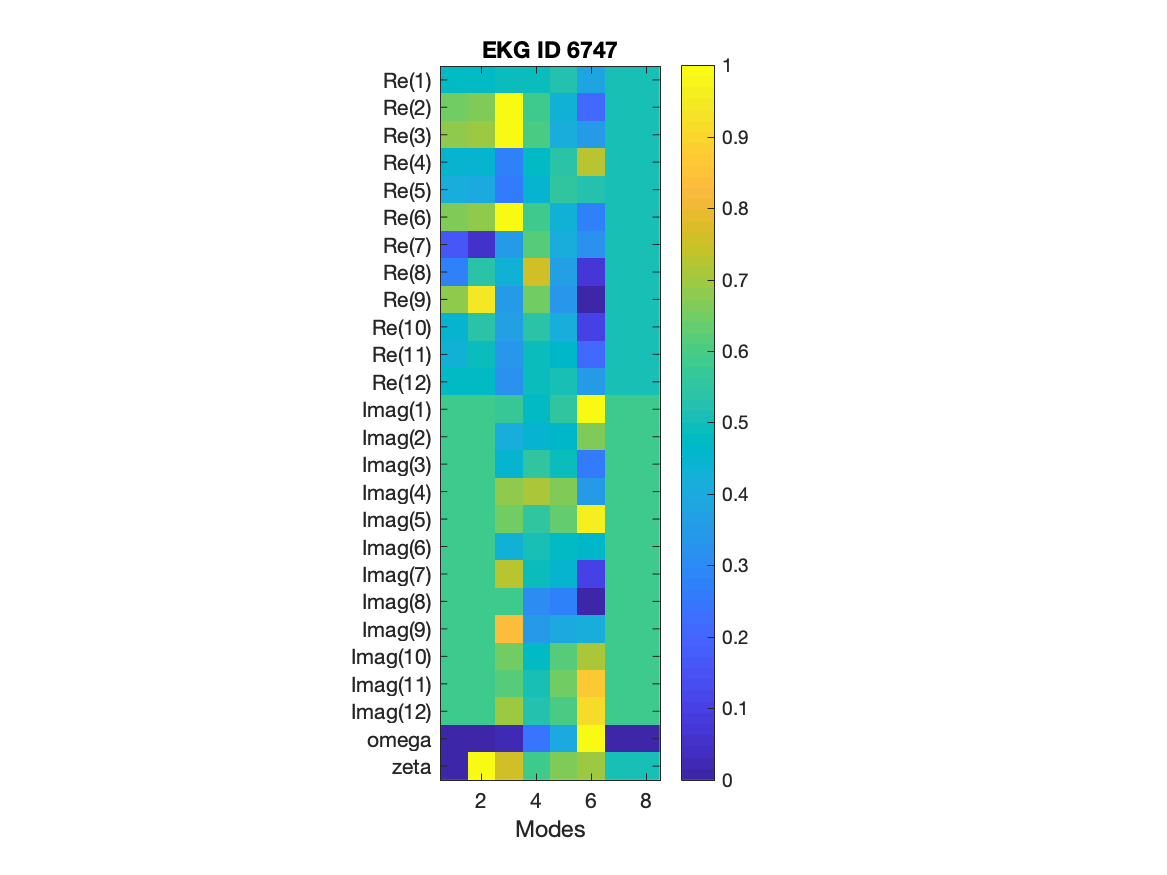 EKG ID 6747
Re(1)
Re(2)
Re(3)
Re(4)
Re(5)
Re(6)
Re(7)
Re(8)
Re(9)
Re(10)
Re(11)
Re(12)
Imag(1)
Imag(2)
Imag(3)
Imag(4)
Imag(5)
Imag(6)
Imag(7)
Imag(8)
Imag(9)
Imag(10)
Imag(11)
Imag(12)
omega
zeta
2 4 6 8
Modes
1
0.9
0.8
0.7
0.6
0.5
0.4
0.3
0.2
0.1
0